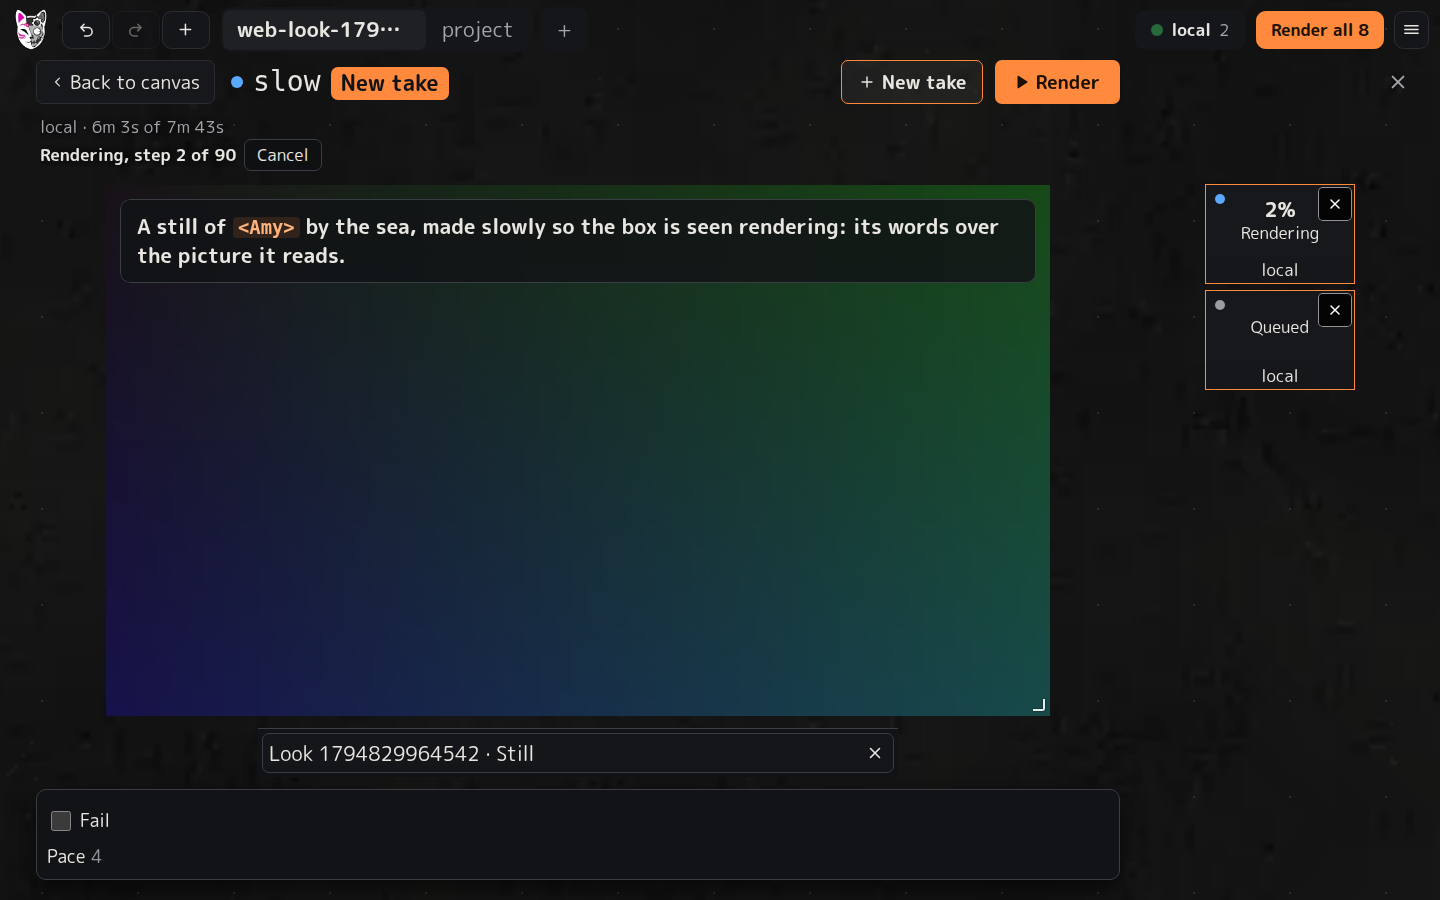 web-look-179···
project
local 2
Render all 8
Back to canvas
slow
New take
New take
Render
local · 6m 3s of 7m 43s
Rendering, step 2 of 90
Cancel
A still of <Amy> by the sea, made slowly so the box is seen rendering: its words over
the picture it reads.
2%
Rendering
local
Queued
local
Look 1794829964542 · Still
Fail
Pace 4